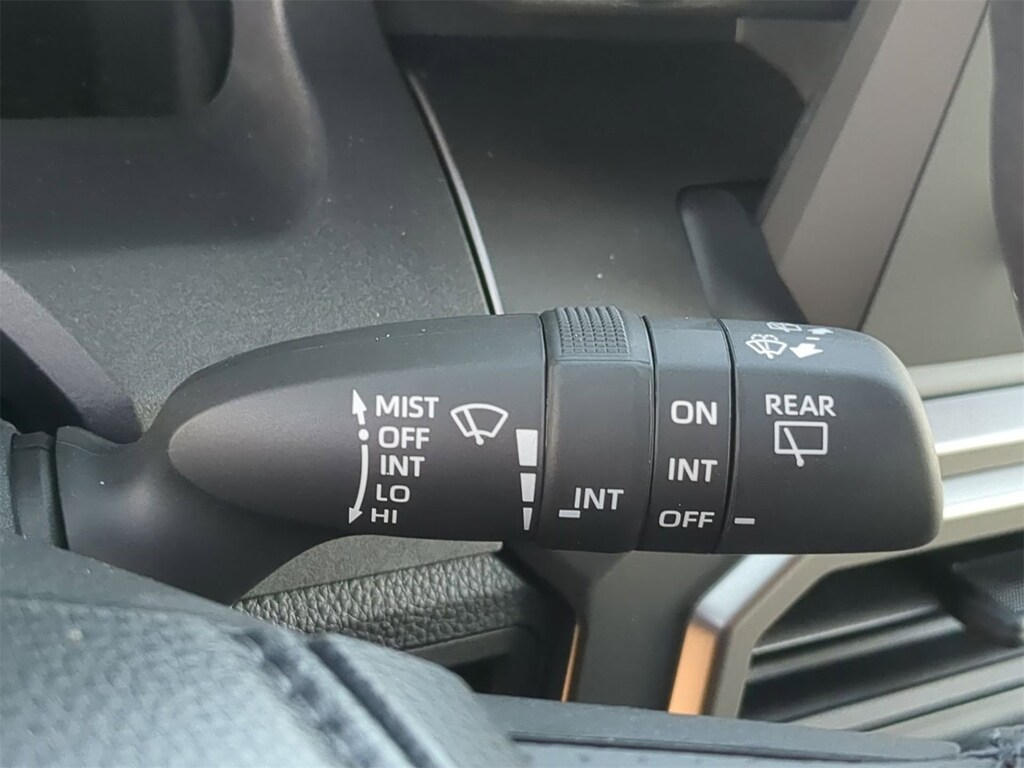 MIST
OFF
INT
LO
HI
INT
ON
INT
OFF
REAR